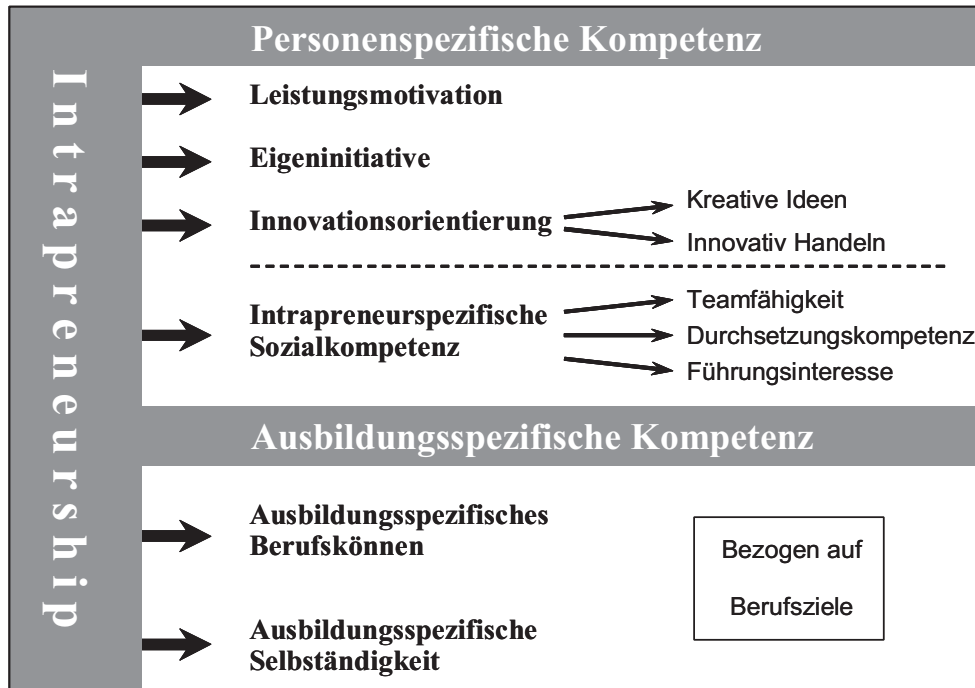 Intrapreneurship
Personenspezifische Kompetenz
Leistungsmotivation
Eigeninitiative
Innovationsorientierung
Kreative Ideen
Innovativ Handeln
Intrapreneurspezifische
Sozialkompetenz
Teamfähigkeit
Durchsetzungskompetenz
Führungsinteresse
Ausbildungsspezifische Kompetenz
Ausbildungsspezifisches
Berufskönnen
Ausbildungsspezifische
Selbständigkeit
Bezogen auf
Berufsziele